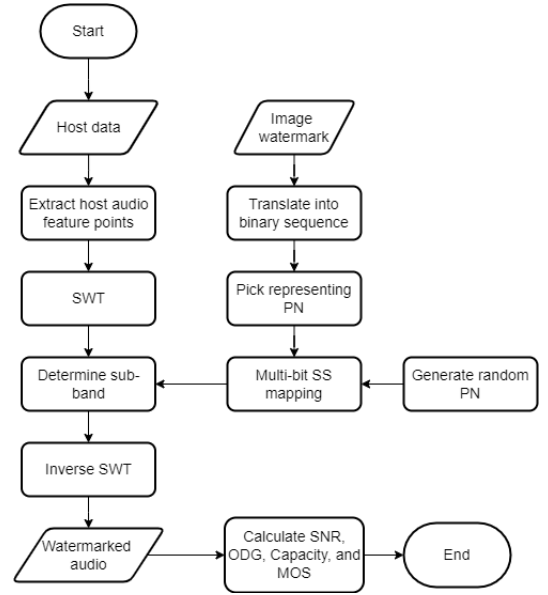 Start
Host data
Image
watermark
Extract host audio
feature points
Translate into
binary sequence
SWT
Pick representing
PN
Determine sub-
band
Multi-bit SS
mapping
Generate random
PN
Inverse SWT
Watermarked
audio
Calculate SNR,
ODG, Capacity, and
MOS
End